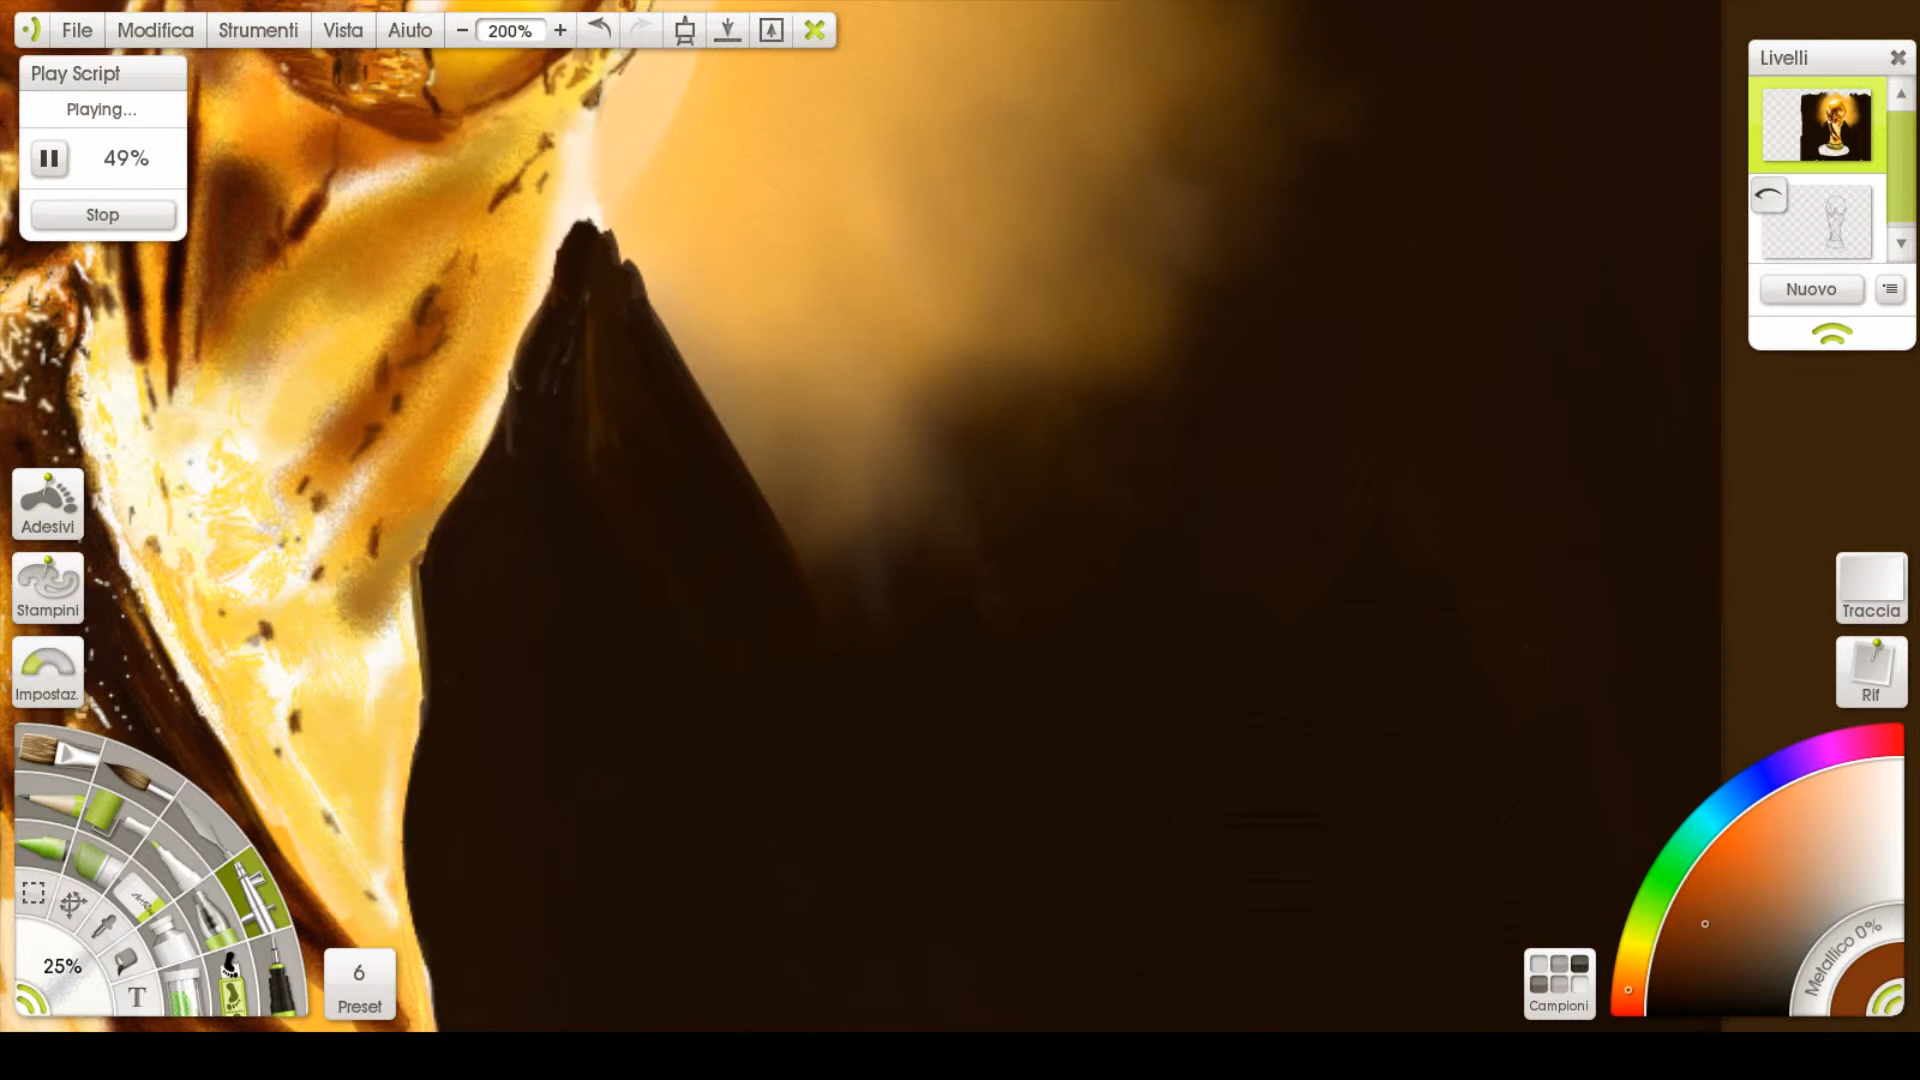 File Modifica Strumenti Vista Aiuto − 200% +
Play Script
Playing...
49%
Stop
Livelli
Nuovo
Adesivi
Stampini
Impostaz.
Traccia
Rif
25%
T
6
Preset
Campioni
Metallico 0%